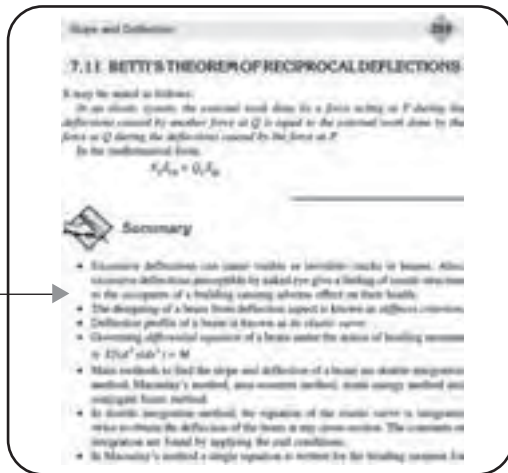 Slope and Deflection
7.11 BETTI'S THEOREM OF RECIPROCAL DEFLECTIONS
It may be stated as follows:
In an elastic system, the external work done by a force acting at P during the
deflections caused by another force at Q is equal to the external work done by the
force at Q during the deflections caused by the force at P.
In the mathematical form,
Summary
• Excessive deflections can cause visible or invisible cracks in beams. Also,
excessive deflections perceptible by naked eye give a feeling of unsafe structure
to the occupants of a building causing adverse effect on their health.
• The designing of a beam from deflection aspect is known as stiffness criterion.
• Deflection profile of a beam is known as its elastic curve.
• Governing differential equation of a beam under the action of bending moment
is EI(d²y/dx²) = M
• Main methods to find the slope and deflection of a beam are double integration
method, Macaulay's method, area-moment method, strain energy method and
conjugate beam method.
• In double integration method, the equation of the elastic curve is integrated
twice to obtain the deflection of the beam at any cross-section. The constants of
integration are found by applying the end conditions.
• In Macaulay's method a single equation is written for the bending moment for